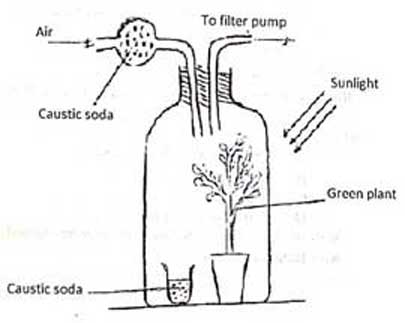 To filter pump
Air
Sunlight
Caustic soda
Green plant
Caustic soda